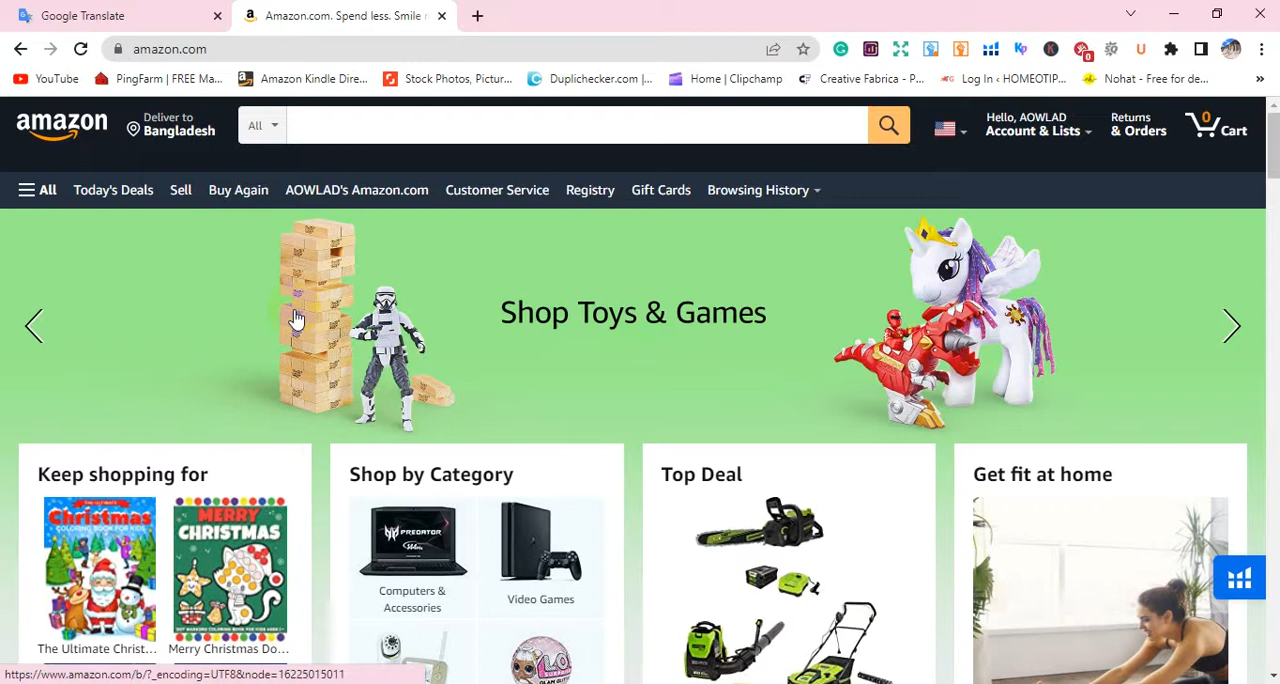 Google Translate
Amazon.com. Spend less. Smile
amazon.com
YouTube
PingFarm | FREE Ma...
Amazon Kindle Dire...
Stock Photos, Pictur...
Duplichecker.com |...
Home | Clipchamp
Creative Fabrica - P...
Log In ‹ HOMEOTIP...
Nohat - Free for de...
»
amazon
Deliver to
Bangladesh
All
Hello, AOWLAD
Account & Lists
Returns
& Orders
0
Cart
All
Today's Deals
Sell
Buy Again
AOWLAD's Amazon.com
Customer Service
Registry
Gift Cards
Browsing History
Shop Toys & Games
Keep shopping for
Shop by Category
Top Deal
Get fit at home
Christmas
MERRY
CHRISTMAS
PREDATOR
Computers &
Accessories
Video Games
The Ultimate Christ...
Merry Christmas Do...
https://www.amazon.com/b/?_encoding=UTF8&node=16225015011